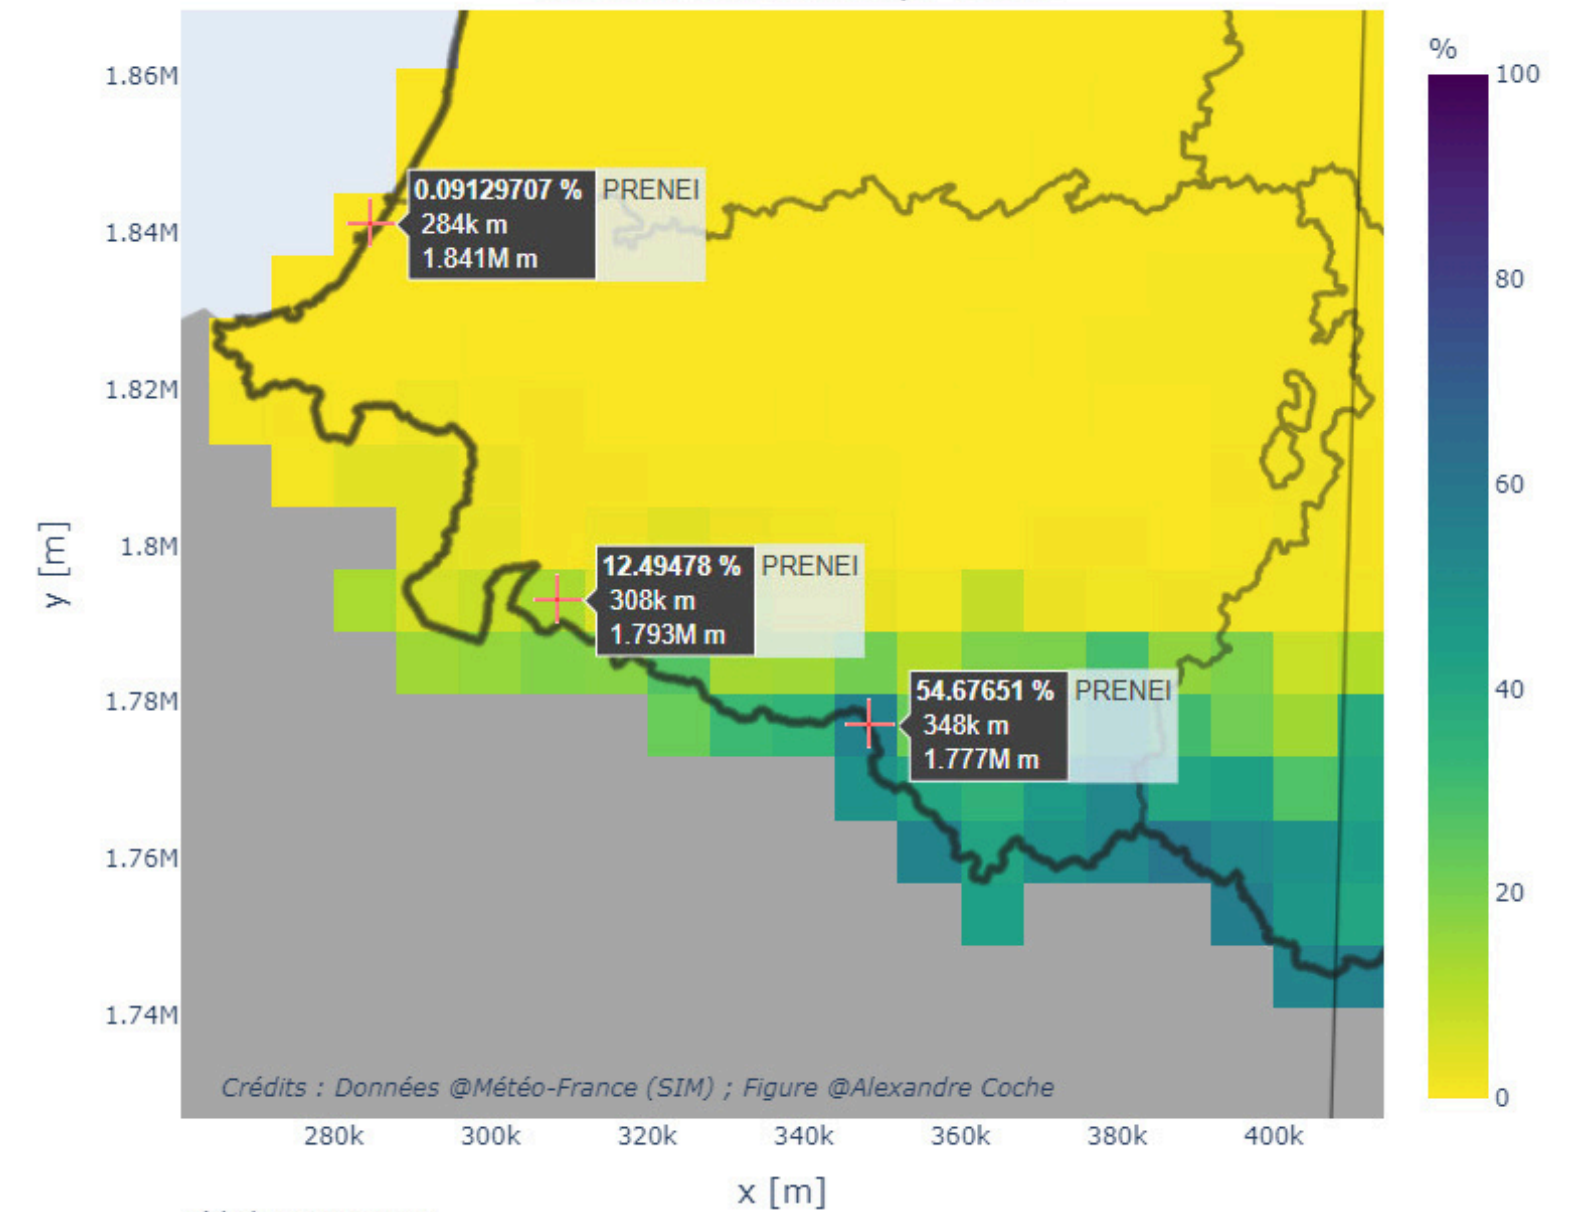 %
1.86M
1.84M
1.82M
1.8M
1.78M
1.76M
1.74M
y [m]
0.09129707 % PRENEI
284k m
1.841M m
12.49478 % PRENEI
308k m
1.793M m
54.67651 % PRENEI
348k m
1.777M m
100
80
60
40
20
0
Crédits : Données @Météo-France (SIM) ; Figure @Alexandre Coche
280k 300k 320k 340k 360k 380k 400k
x [m]